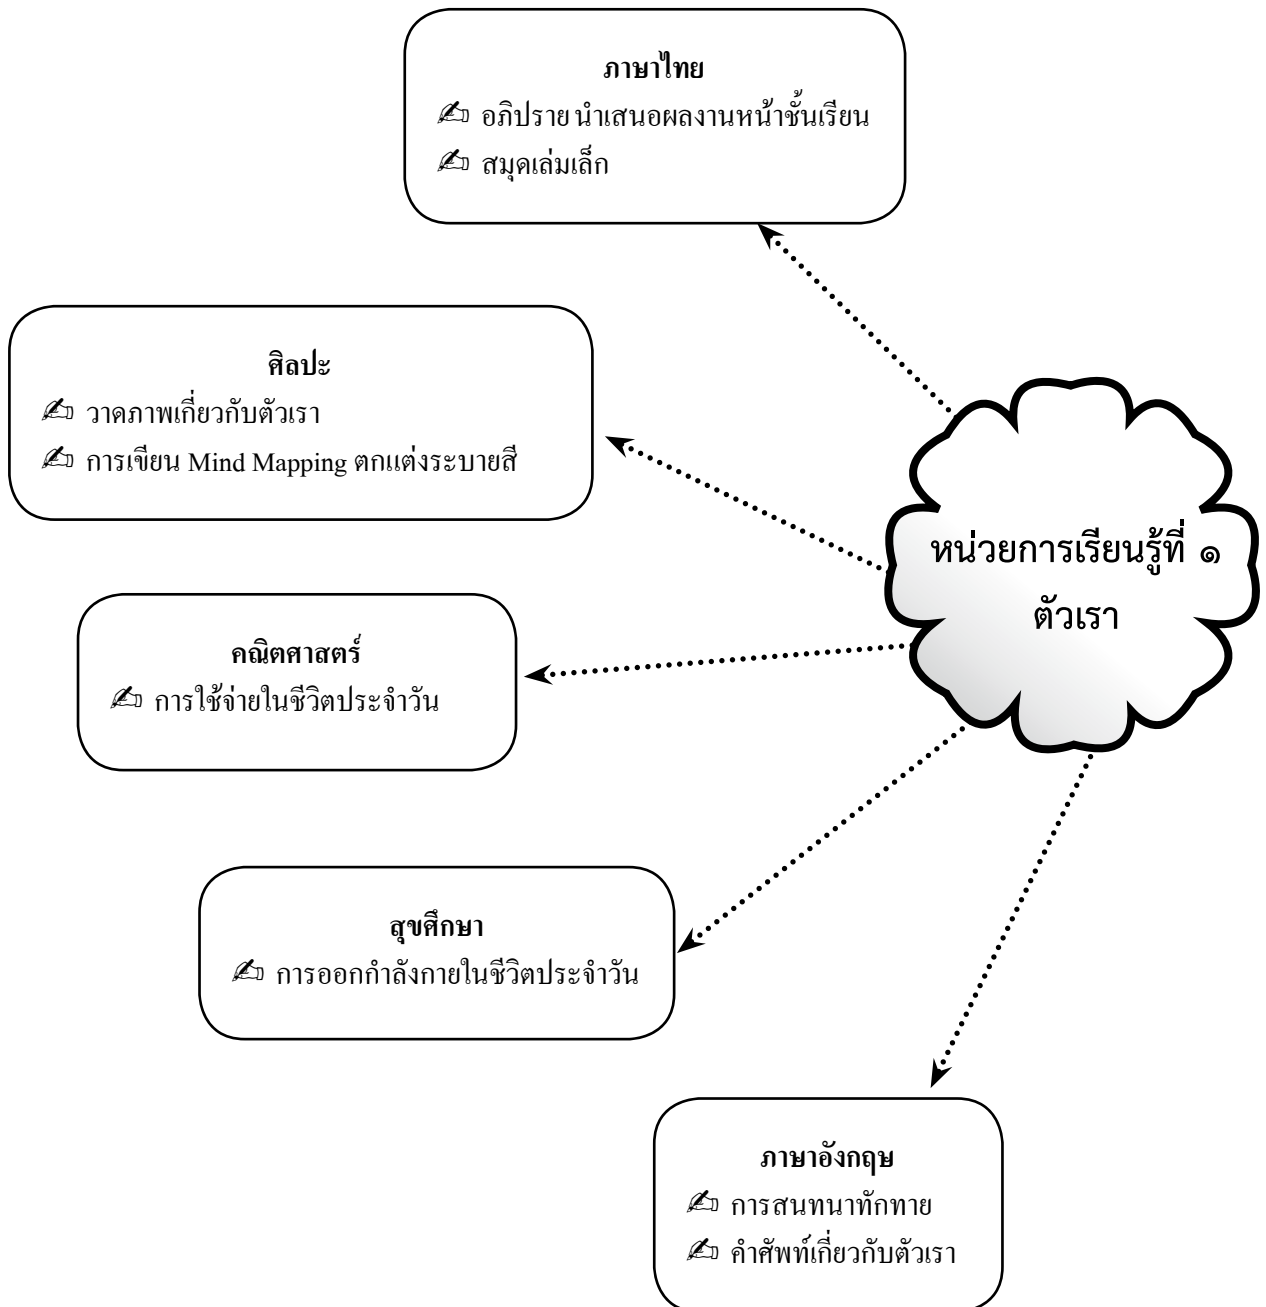 ภาษาไทย
✍ อภิปราย นำเสนอผลงานหน้าชั้นเรียน
✍ สมุดเล่มเล็ก
ศิลปะ
✍ วาดภาพเกี่ยวกับตัวเรา
✍ การเขียน Mind Mapping ตกแต่งระบายสี
หน่วยการเรียนรู้ที่ ๑
ตัวเรา
คณิตศาสตร์
✍ การใช้จ่ายในชีวิตประจำวัน
สุขศึกษา
✍ การออกกำลังกายในชีวิตประจำวัน
ภาษาอังกฤษ
✍ การสนทนาทักทาย
✍ คำศัพท์เกี่ยวกับตัวเรา